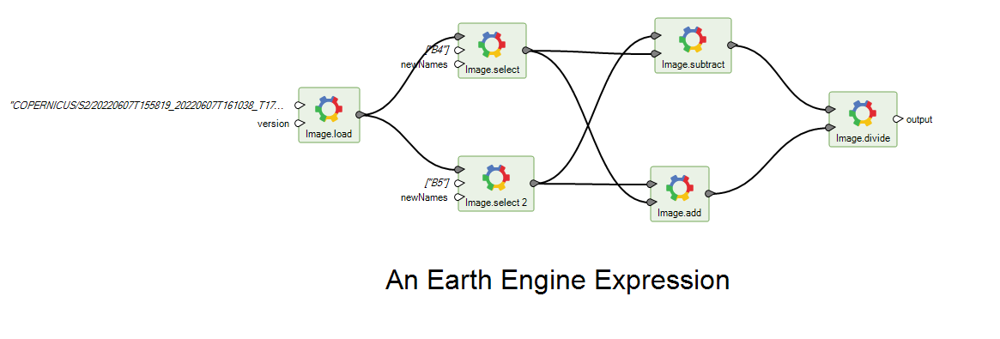 "COPERNICUS/S2/20220607T155819_20220607T161038_T17...
version
Image.load
["B4"]
newNames
Image.select
["B5"]
newNames
Image.select 2
Image.subtract
Image.add
Image.divide
output
An Earth Engine Expression